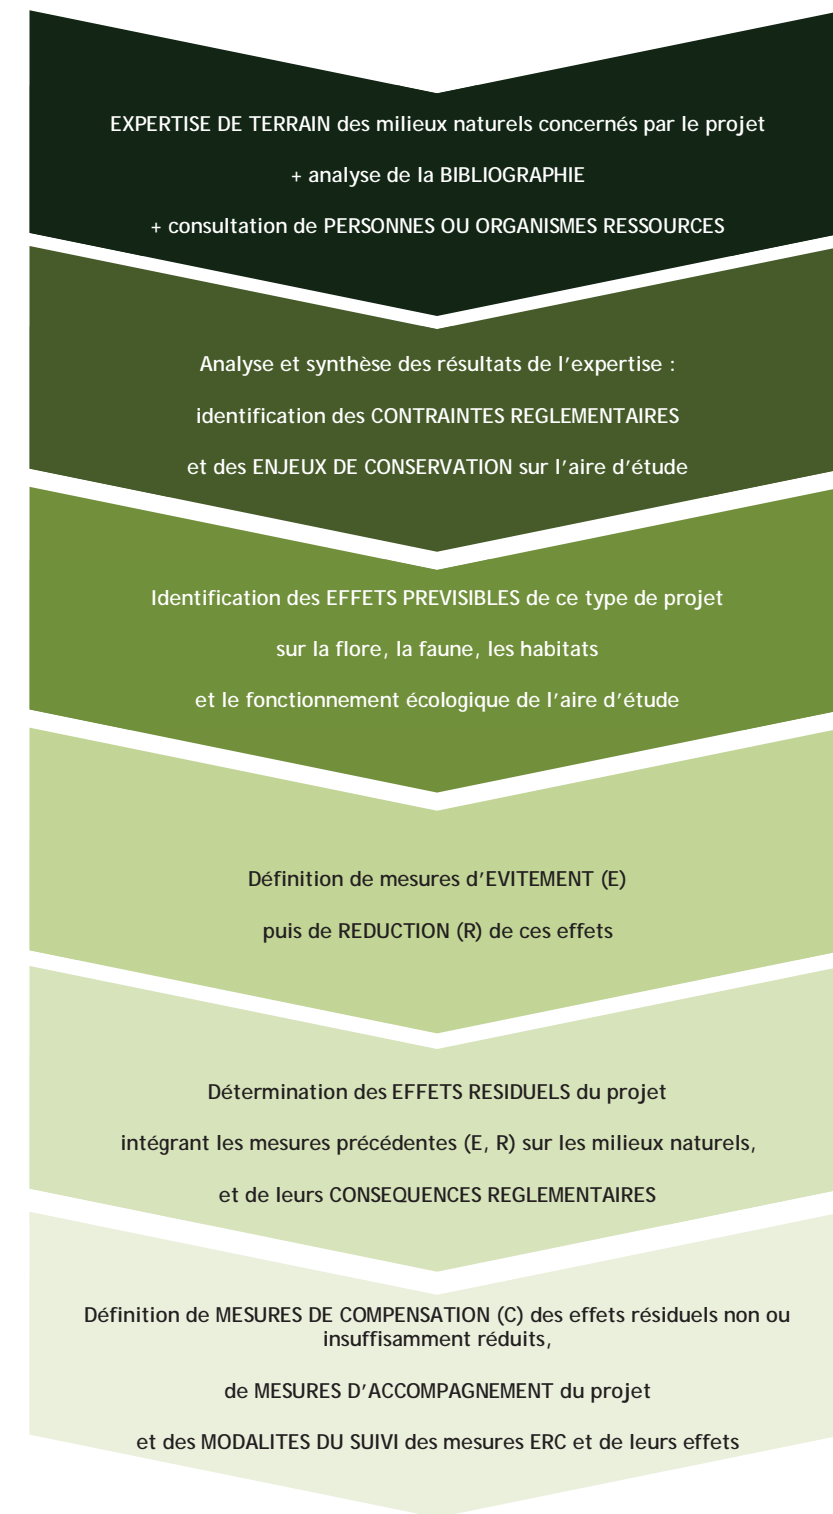 EXPERTISE DE TERRAIN des milieux naturels concernés par le projet
+ analyse de la BIBLIOGRAPHIE
+ consultation de PERSONNES OU ORGANISMES RESSOURCES
Analyse et synthèse des résultats de l'expertise :
identification des CONTRAINTES REGLEMENTAIRES
et des ENJEUX DE CONSERVATION sur l'aire d'étude
Identification des EFFETS PREVISIBLES de ce type de projet
sur la flore, la faune, les habitats
et le fonctionnement écologique de l'aire d'étude
Définition de mesures d'EVITEMENT (E)
puis de REDUCTION (R) de ces effets
Détermination des EFFETS RESIDUELS du projet
intégrant les mesures précédentes (E, R) sur les milieux naturels,
et de leurs CONSEQUENCES REGLEMENTAIRES
Définition de MESURES DE COMPENSATION (C) des effets résiduels non ou
insuffisamment réduits,
de MESURES D'ACCOMPAGNEMENT du projet
et des MODALITES DU SUIVI des mesures ERC et de leurs effets